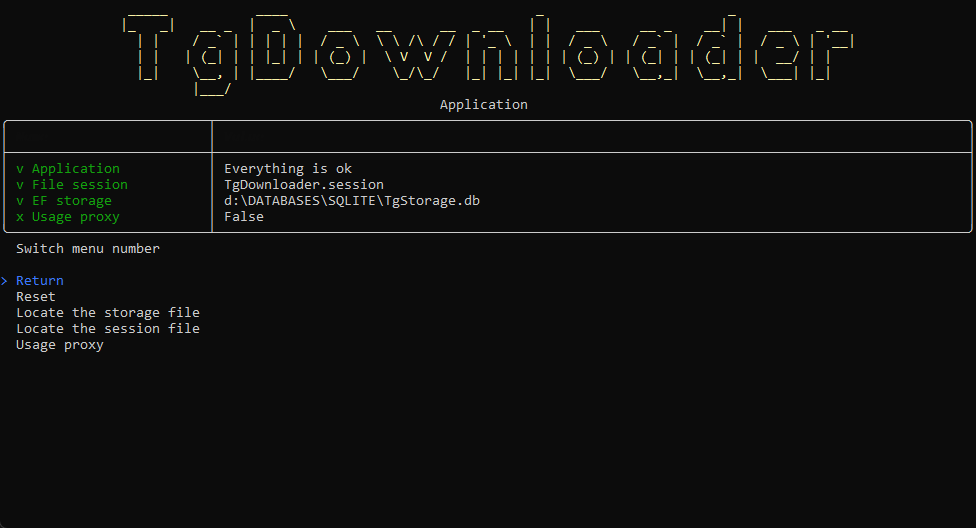 TgDownloader
Application
v Application Everything is ok
v File session TgDownloader.session
v EF storage d:\DATABASES\SQLITE\TgStorage.db
x Usage proxy False
Switch menu number
> Return
Reset
Locate the storage file
Locate the session file
Usage proxy